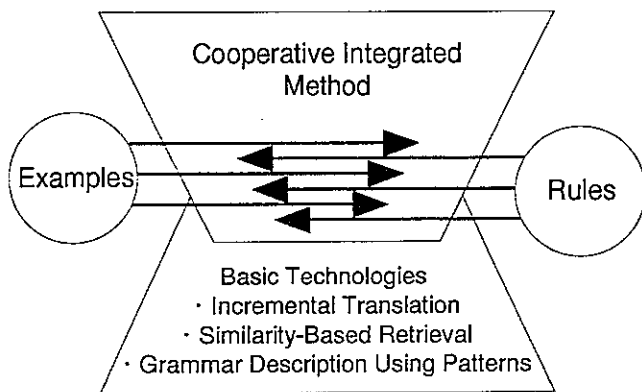 Cooperative Integrated
Method
Examples
Rules
Basic Technologies
· Incremental Translation
· Similarity-Based Retrieval
· Grammar Description Using Patterns